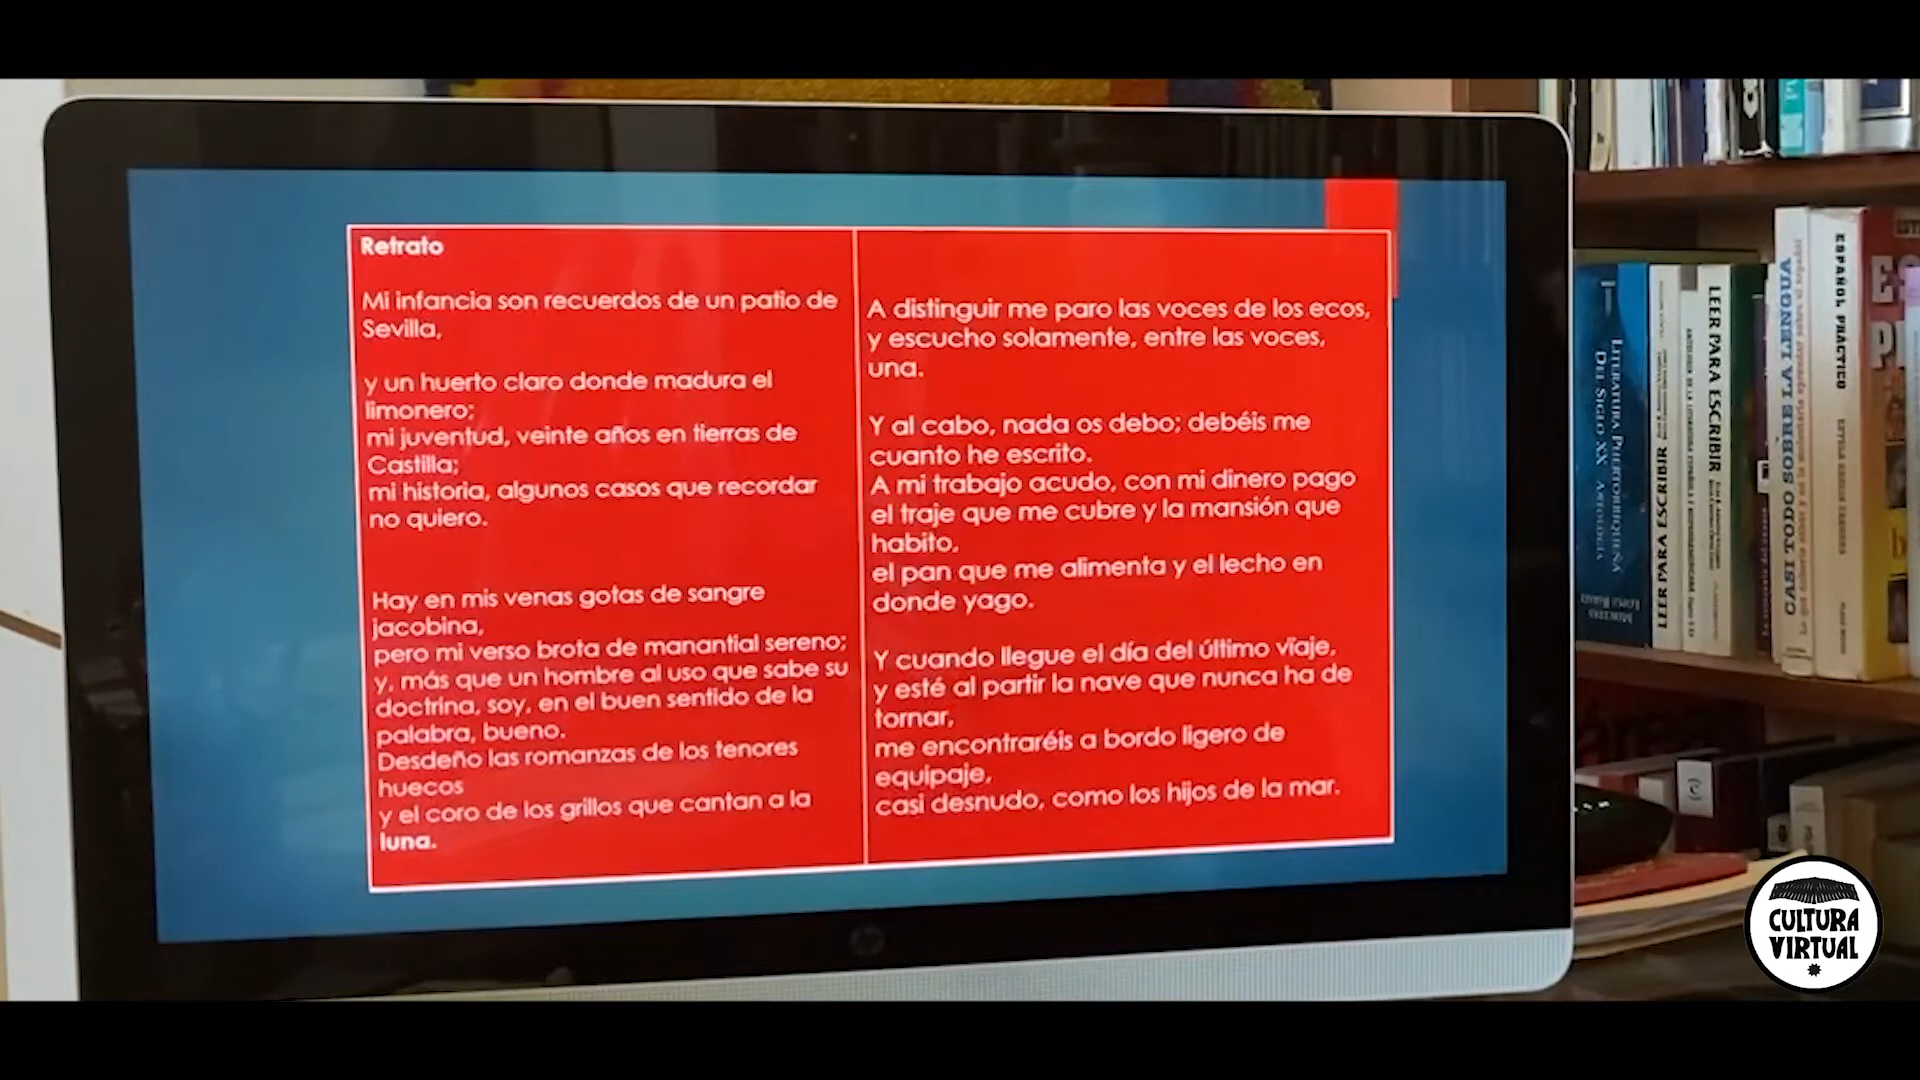 Retrato
Mi infancia son recuerdos de un patio de
Sevilla,
y un huerto claro donde madura el
limonero;
mi juventud, veinte años en tierras de
Castilla;
mi historia, algunos casos que recordar
no quiero.
Hay en mis venas gotas de sangre
jacobina,
pero mi verso brota de manantial sereno;
y, más que un hombre al uso que sabe su
doctrina, soy, en el buen sentido de la
palabra, bueno.
Desdeño las romanzas de los tenores
huecos
y el coro de los grillos que cantan a la
luna.
A distinguir me paro las voces de los ecos,
y escucho solamente, entre las voces,
una.
Y al cabo, nada os debo; debéis me
cuanto he escrito.
A mi trabajo acudo, con mi dinero pago
el traje que me cubre y la mansión que
habito,
el pan que me alimenta y el lecho en
donde yago.
Y cuando llegue el día del último vïaje,
y esté al partir la nave que nunca ha de
tornar,
me encontraréis a bordo ligero de
equipaje,
casi desnudo, como los hijos de la mar.
LITERATURA PUERTORRIQUEÑA
DEL SIGLO XX ANTOLOGÍA
LEER PARA ESCRIBIR
LEER PARA ESCRIBIR
CASI TODO SOBRE LA LENGUA
ESPAÑOL PRÁCTICO
CULTURA
VIRTUAL